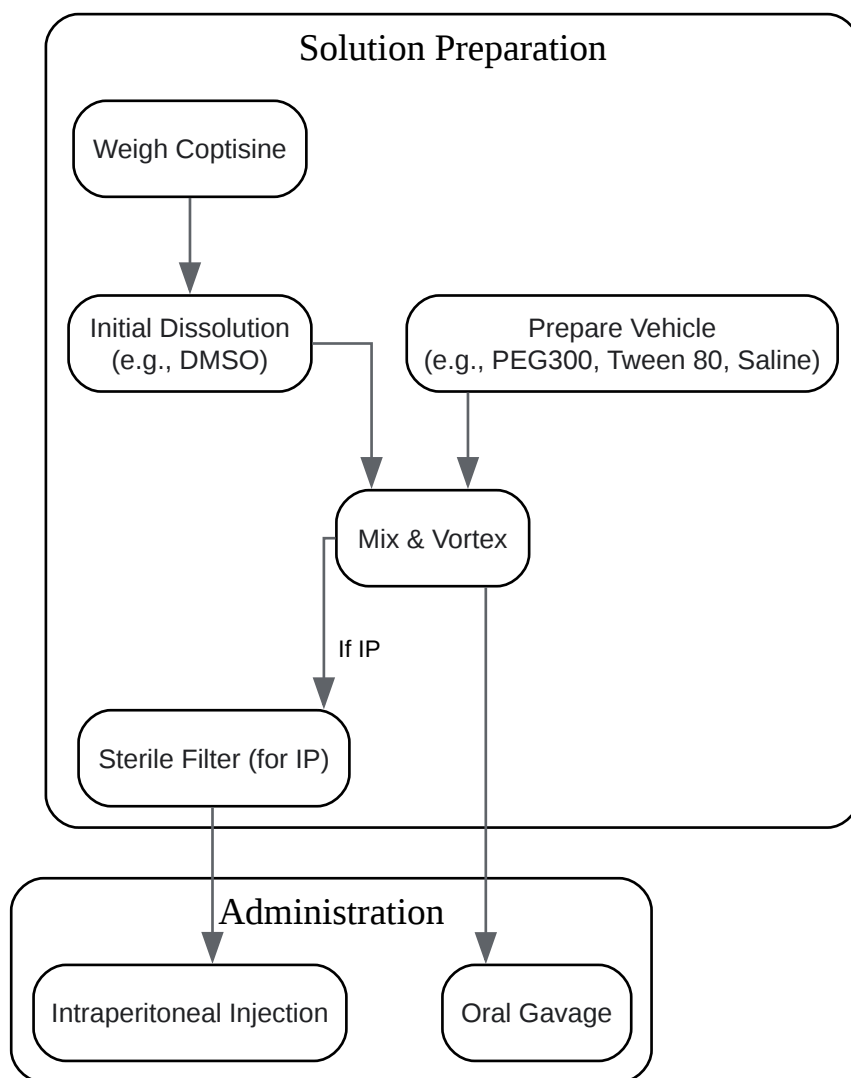 Solution Preparation
Weigh Coptisine
Initial Dissolution
(e.g., DMSO)
Prepare Vehicle
(e.g., PEG300, Tween 80, Saline)
Mix & Vortex
If IP
Sterile Filter (for IP)
Administration
Intraperitoneal Injection
Oral Gavage